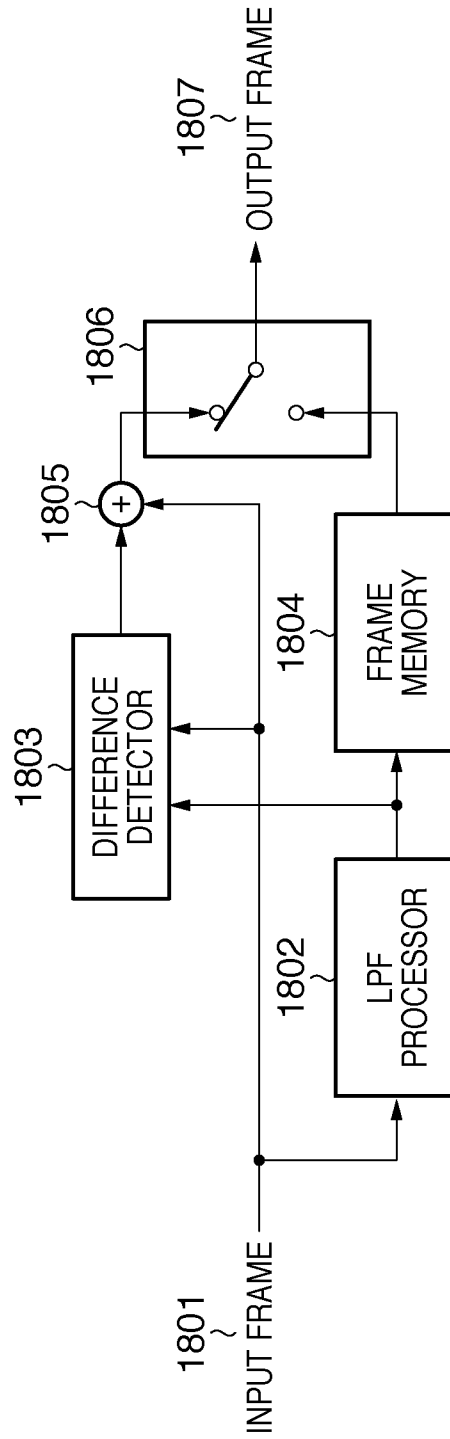 1801
INPUT FRAME
1802
LPF
PROCESSOR
1803
DIFFERENCE
DETECTOR
1804
FRAME
MEMORY
1805
+
1806
1807
OUTPUT FRAME